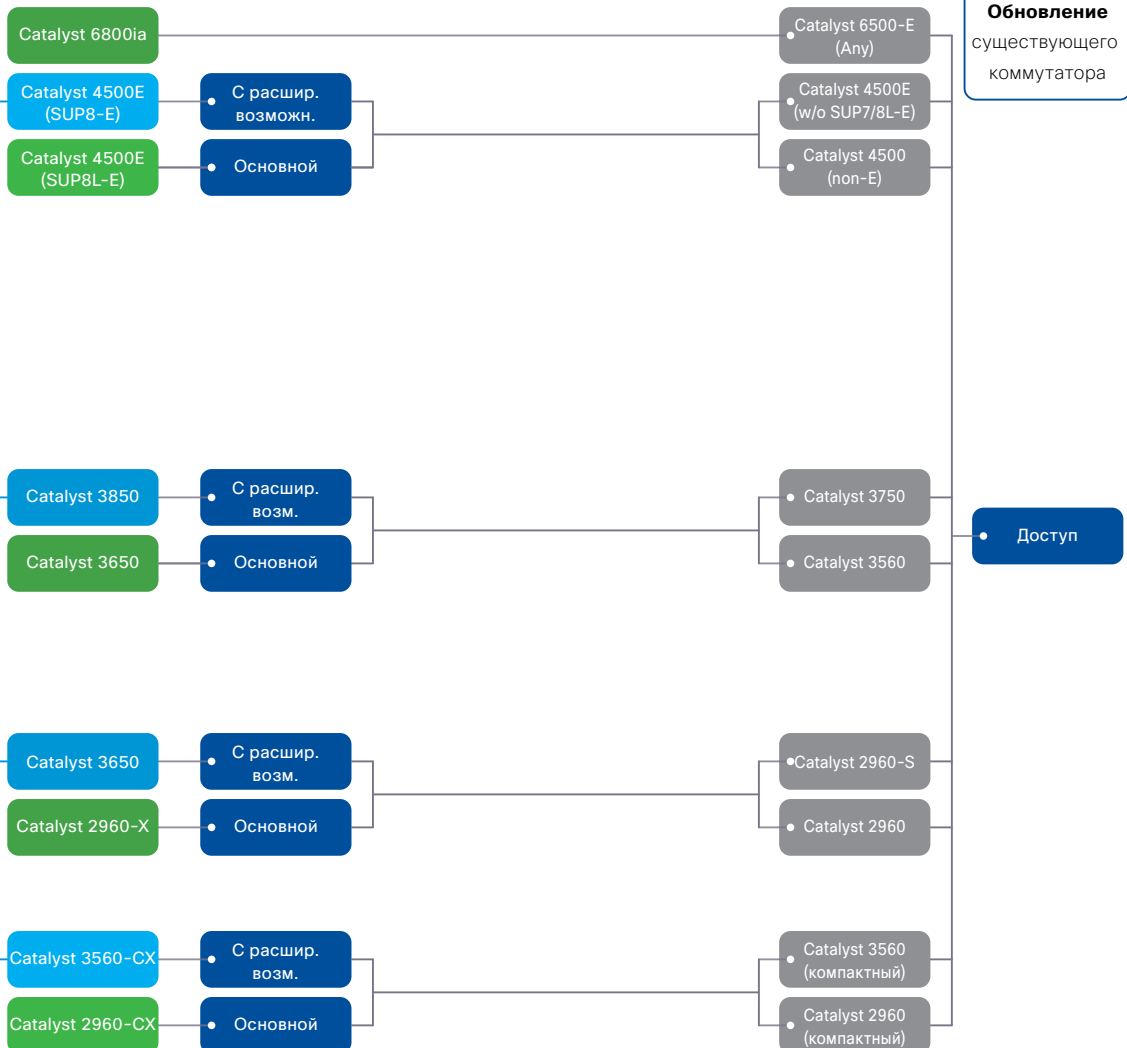 Обновление
существующего
коммутатора
Catalyst 6800ia
Catalyst 6500-E
(Any)
Catalyst 4500E
(SUP8-E)
С расшир.
возможн.
Catalyst 4500E
(w/o SUP7/8L-E)
Catalyst 4500E
(SUP8L-E)
Основной
Catalyst 4500
(non-E)
Catalyst 3850
С расшир.
возм.
Catalyst 3750
Доступ
Catalyst 3650
Основной
Catalyst 3560
Catalyst 3650
С расшир.
возм.
Catalyst 2960-S
Catalyst 2960-X
Основной
Catalyst 2960
Catalyst 3560-CX
С расшир.
возм.
Catalyst 3560
(компактный)
Catalyst 2960-CX
Основной
Catalyst 2960
(компактный)